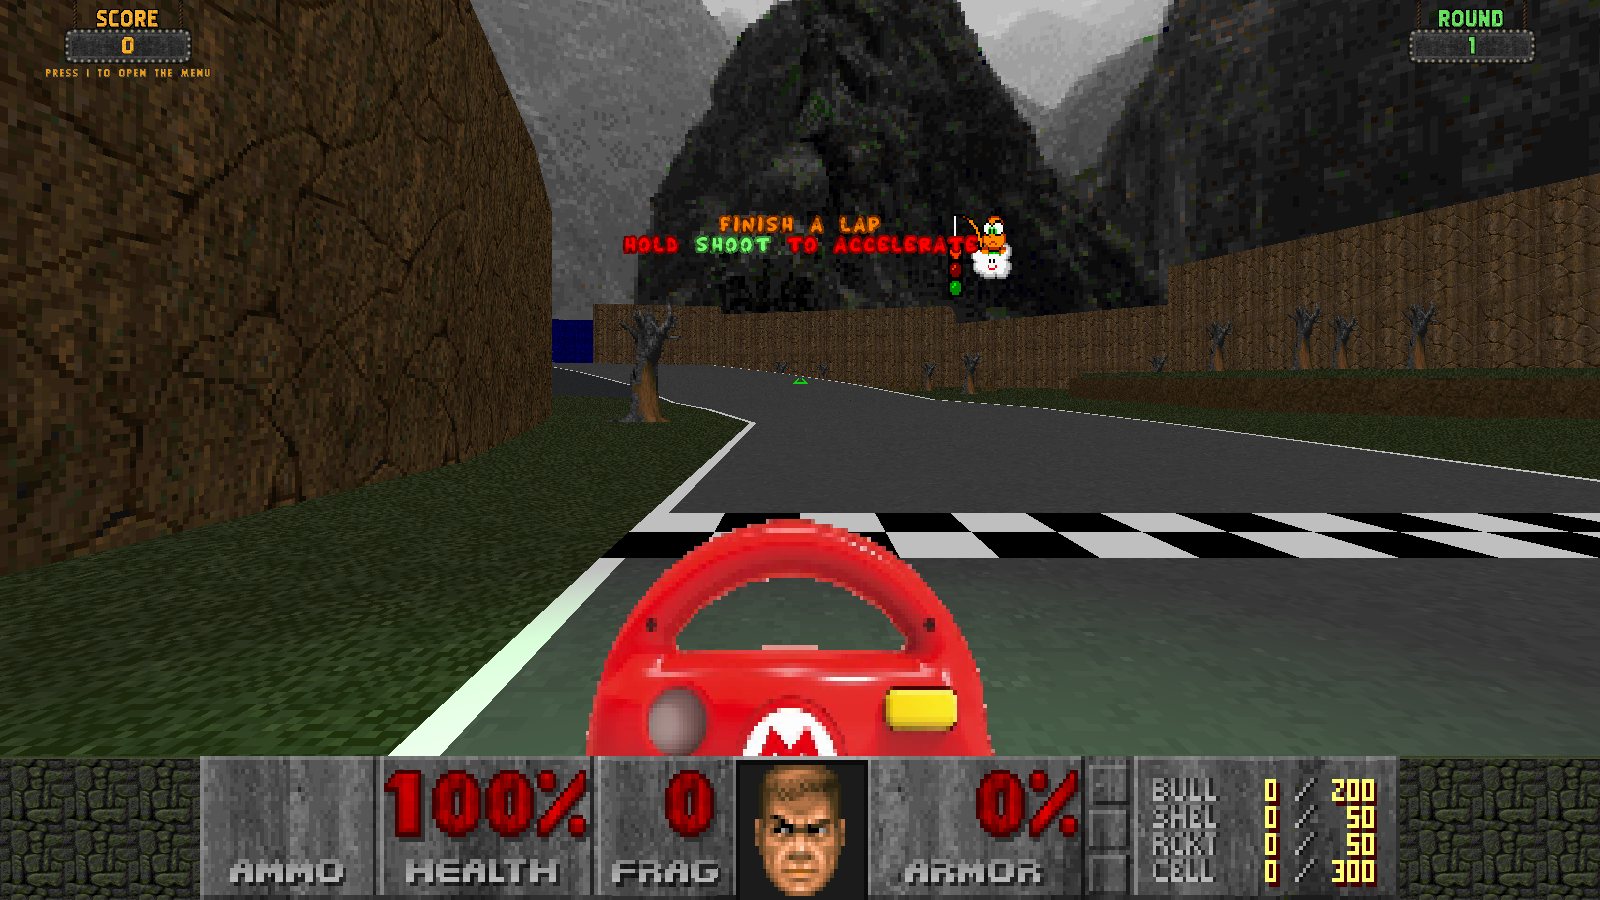 SCORE
0
PRESS I TO OPEN THE MENU
ROUND
1
FINISH A LAP
HOLD SHOOT TO ACCELERATE
M
100%
0
0%
AMMO
HEALTH
FRAG
ARMOR
BULL 0 / 200
SHEL 0 / 50
RCKT 0 / 50
CELL 0 / 300